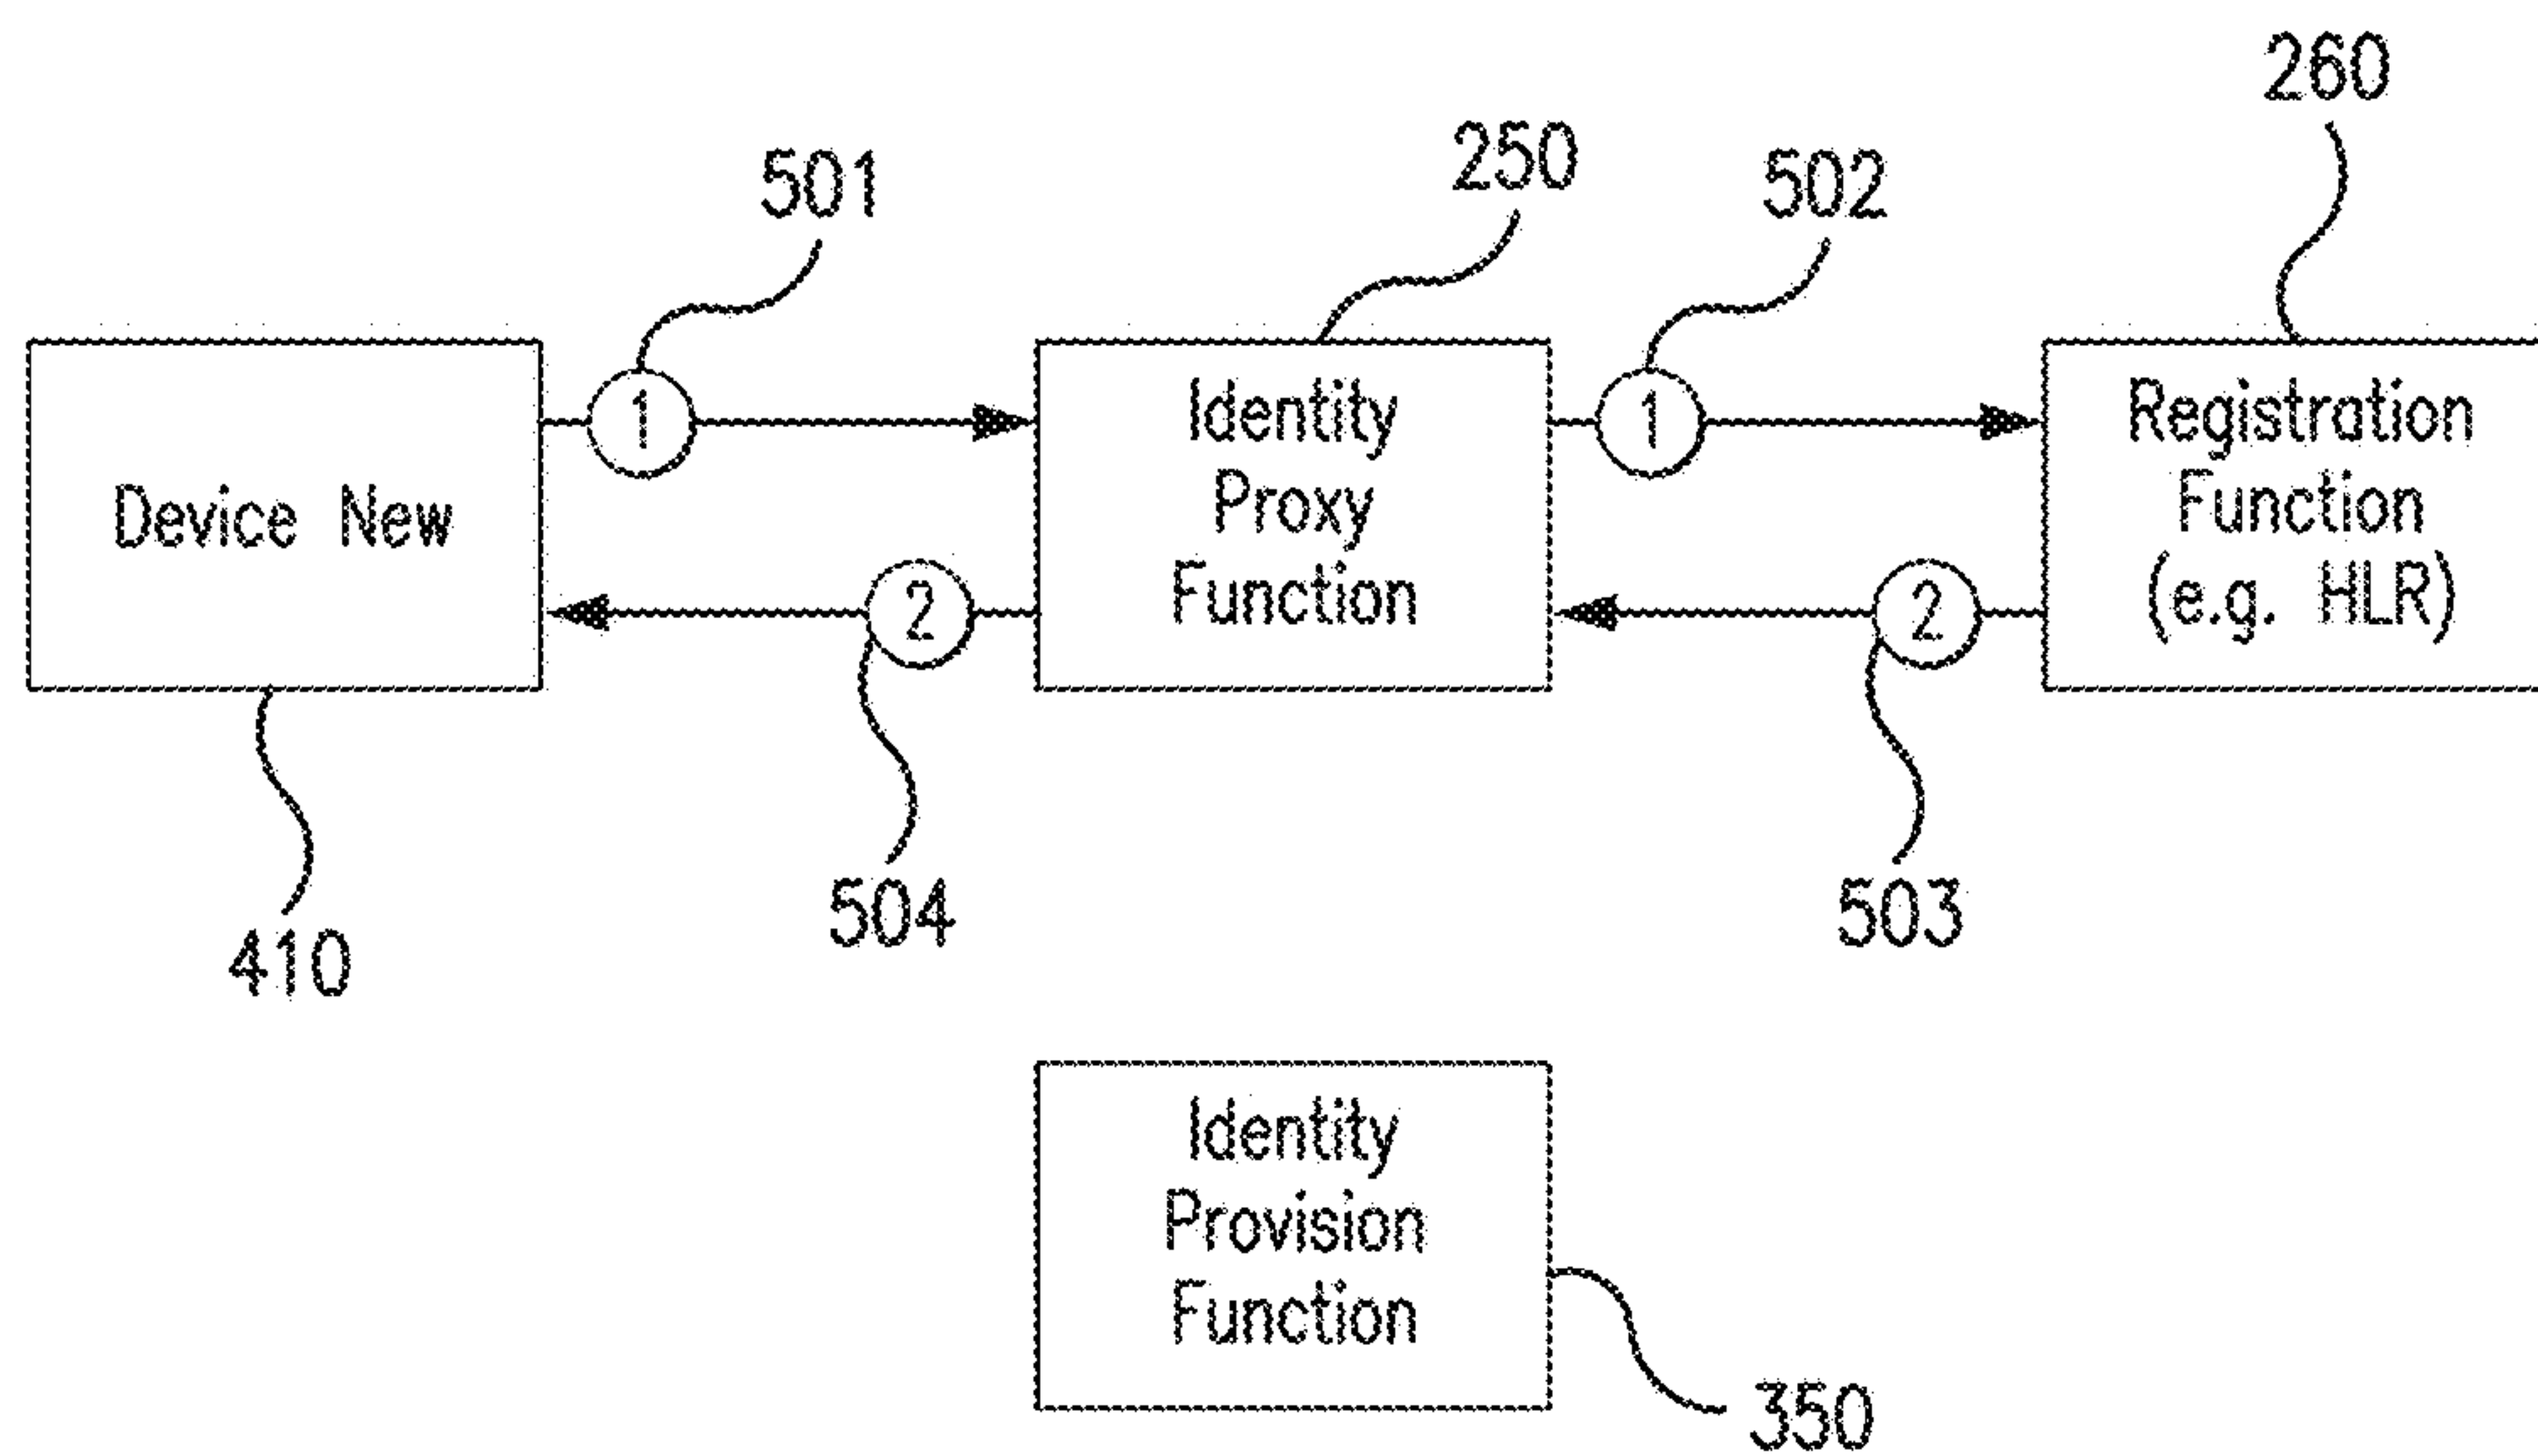 260
250
501
502
1
1
Device New
Identity
Proxy
Function
Registration
Function
(e.g. HLR)
2
2
504
503
410
Identity
Provision
Function
350